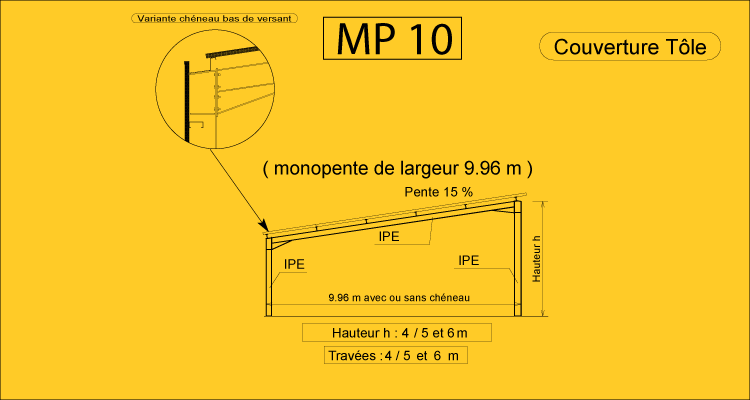 Variante chéneau bas de versant
MP 10
Couverture Tôle
( monopente de largeur 9.96 m )
Pente 15 %
IPE
IPE
IPE
Hauteur h
9.96 m avec ou sans chéneau
Hauteur h : 4 / 5 et 6 m
Travées : 4 / 5 et 6 m